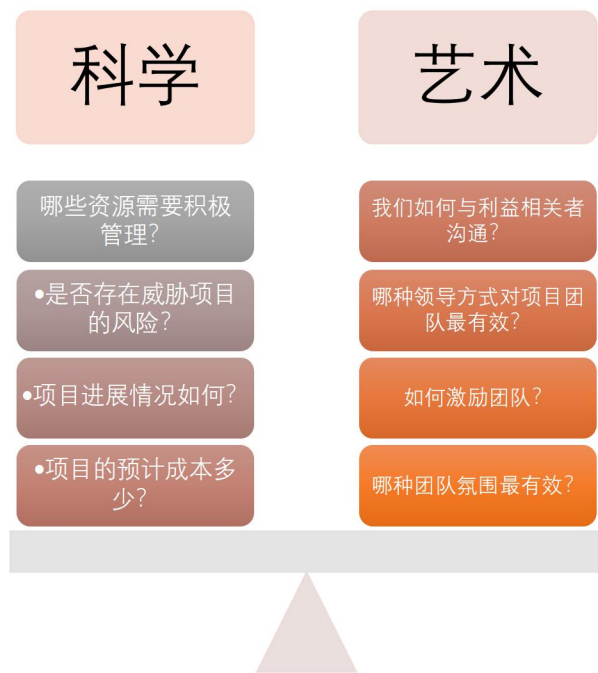 科学
哪些资源需要积极
管理?
•是否存在威胁项目
的风险?
•项目进展情况如何?
•项目的预计成本多
少?
艺术
我们如何与利益相关者
沟通?
哪种领导方式对项目团
队最有效?
如何激励团队?
哪种团队氛围最有效?